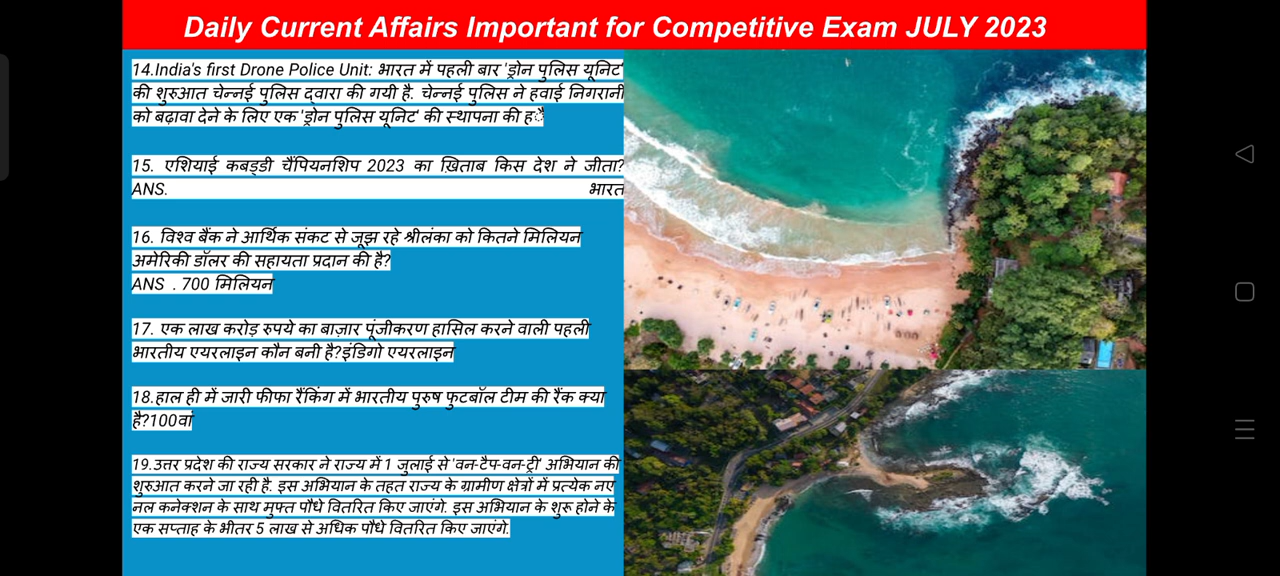 Daily Current Affairs Important for Competitive Exam JULY 2023
14.India's first Drone Police Unit: भारत में पहली बार 'ड्रोन पुलिस यूनिट'
की शुरुआत चेन्नई पुलिस द्वारा की गयी है. चेन्नई पुलिस ने हवाई निगरानी
को बढ़ावा देने के लिए एक 'ड्रोन पुलिस यूनिट' की स्थापना की हैं
15. एशियाई कबड्डी चैंपियनशिप 2023 का ख़िताब किस देश ने जीता?
ANS. भारत
16. विश्व बैंक ने आर्थिक संकट से जूझ रहे श्रीलंका को कितने मिलियन
अमेरिकी डॉलर की सहायता प्रदान की है?
ANS . 700 मिलियन
17. एक लाख करोड़ रुपये का बाज़ार पूंजीकरण हासिल करने वाली पहली
भारतीय एयरलाइन कौन बनी है?इंडिगो एयरलाइन
18.हाल ही में जारी फीफा रैंकिंग में भारतीय पुरुष फुटबॉल टीम की रैंक क्या
है?100वां
19.उत्तर प्रदेश की राज्य सरकार ने राज्य में 1 जुलाई से 'वन-टैप-वन-ट्री' अभियान की
शुरुआत करने जा रही है. इस अभियान के तहत राज्य के ग्रामीण क्षेत्रों में प्रत्येक नए
नल कनेक्शन के साथ मुफ्त पौधे वितरित किए जाएंगे. इस अभियान के शुरू होने के
एक सप्ताह के भीतर 5 लाख से अधिक पौधे वितरित किए जाएंगे.